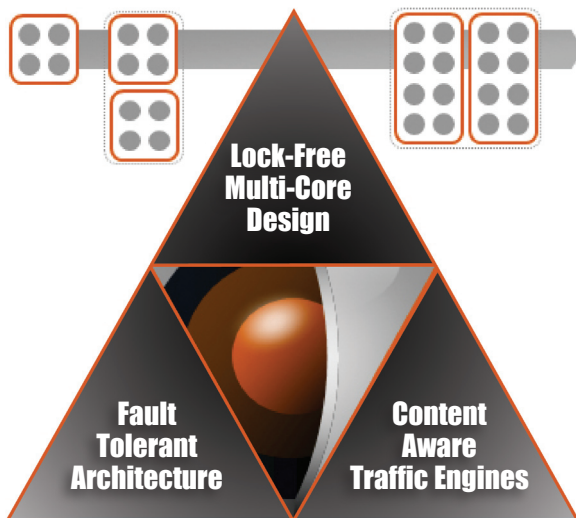 Lock-Free
Multi-Core
Design
Fault
Tolerant
Architecture
Content
Aware
Traffic Engines